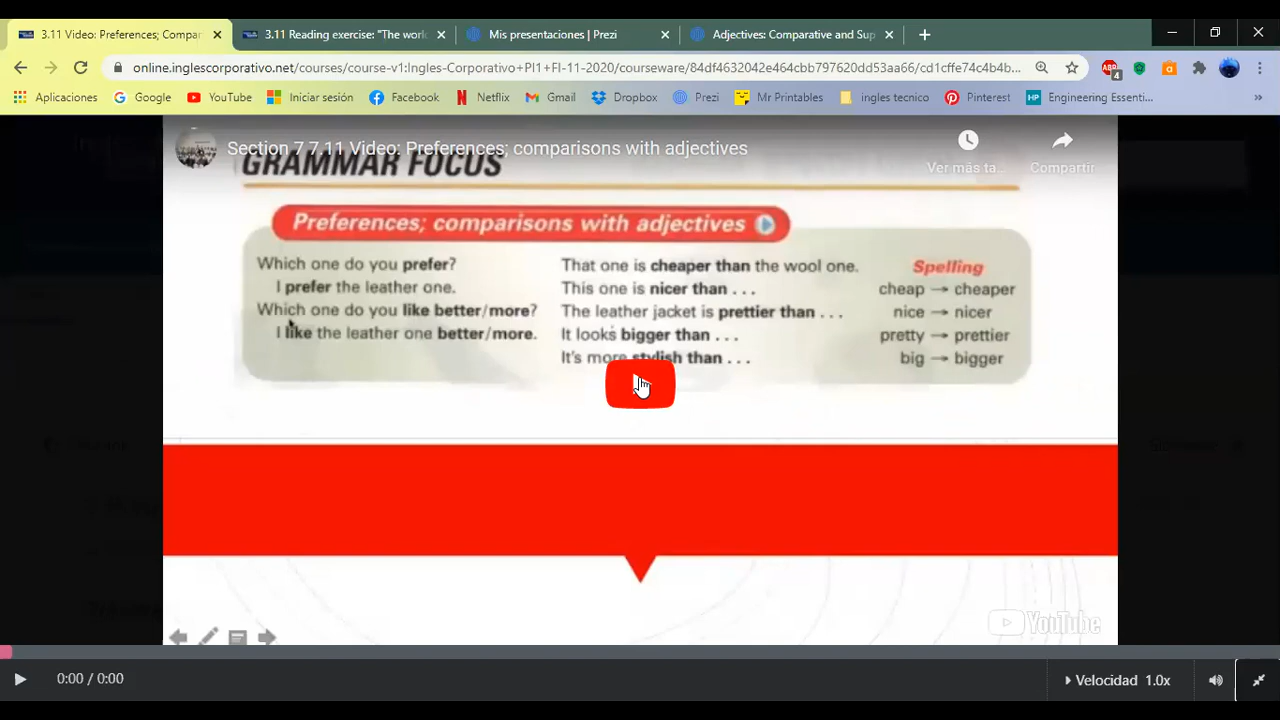 3.11 Video: Preferences; Compar
3.11 Reading exercise: "The worl
Mis presentaciones | Prezi
Adjectives: Comparative and Sup
online.inglescorporativo.net/courses/course-v1:Ingles-Corporativo+PI1+FI-11-2020/courseware/84df4632042e464cbb797620dd53aa66/cd1cffe74c4b4b...
ABP
4
Aplicaciones
Google
YouTube
Iniciar sesión
Facebook
Netflix
Gmail
Dropbox
Prezi
Mr Printables
ingles tecnico
Pinterest
HP
Engineering Essenti...
»
Section 7 7.11 Video: Preferences; comparisons with adjectives
Ver más ta...
Compartir
GRAMMAR FOCUS
Preferences; comparisons with adjectives
Which one do you prefer?
I prefer the leather one.
Which one do you like better/more?
I like the leather one better/more.
That one is cheaper than the wool one.
This one is nicer than . . .
The leather jacket is prettier than . . .
It looks bigger than . . .
It's more stylish than . . .
Spelling
cheap → cheaper
nice → nicer
pretty → prettier
big → bigger
YouTube
0:00 / 0:00
Velocidad 1.0x